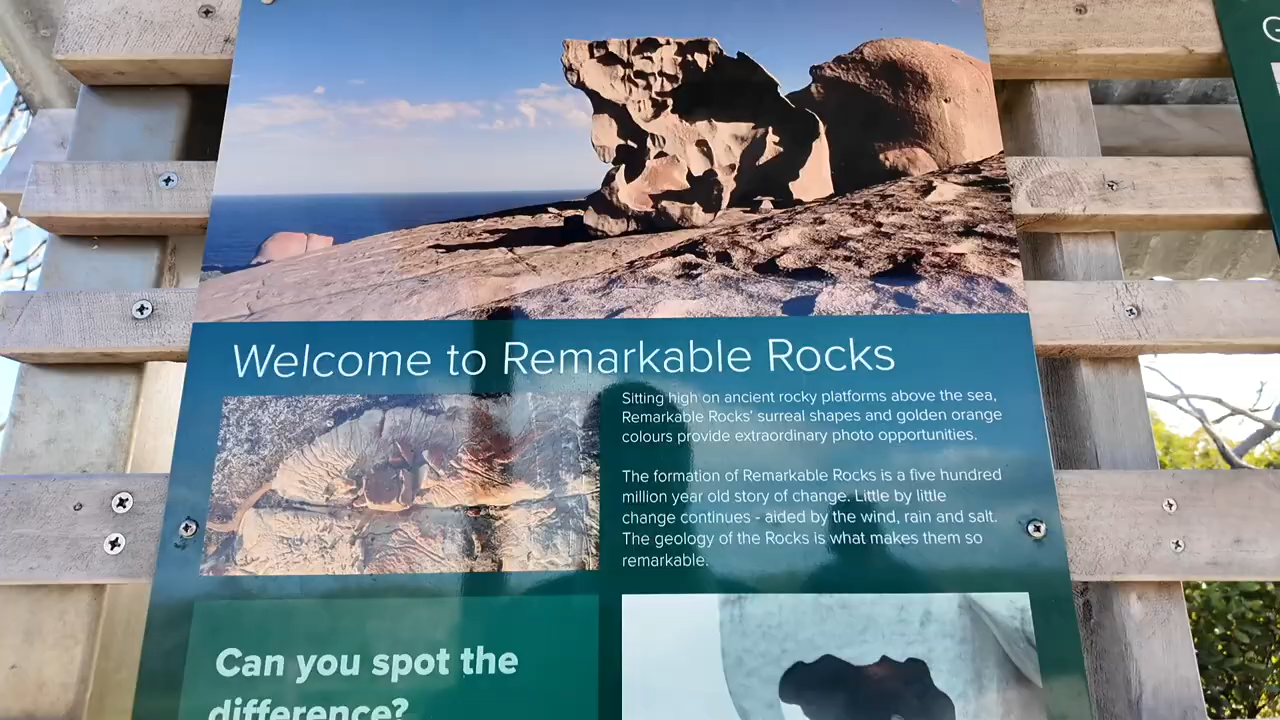 Welcome to Remarkable Rocks
Sitting high on ancient rocky platforms above the sea,
Remarkable Rocks' surreal shapes and golden orange
colours provide extraordinary photo opportunities.
The formation of Remarkable Rocks is a five hundred
million year old story of change. Little by little
change continues - aided by the wind, rain and salt.
The geology of the Rocks is what makes them so
remarkable.
Can you spot the
difference?